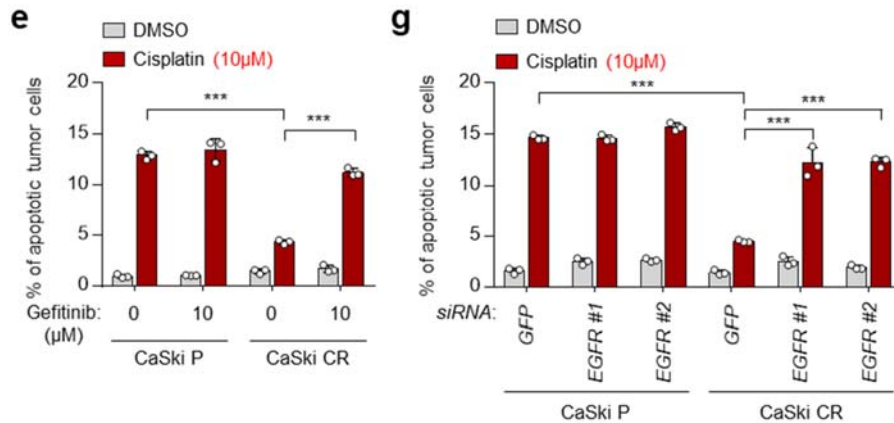 e
DMSO
Cisplatin (10μM)
% of apoptotic tumor cells
20
15
10
5
0
***
***
Gefitinib: 0 10 0 10
(μM)
CaSki P CaSki CR
g
DMSO
Cisplatin (10μM)
% of apoptotic tumor cells
20
15
10
5
0
***
***
***
siRNA: GFP EGFR #1 EGFR #2 GFP EGFR #1 EGFR #2
CaSki P CaSki CR